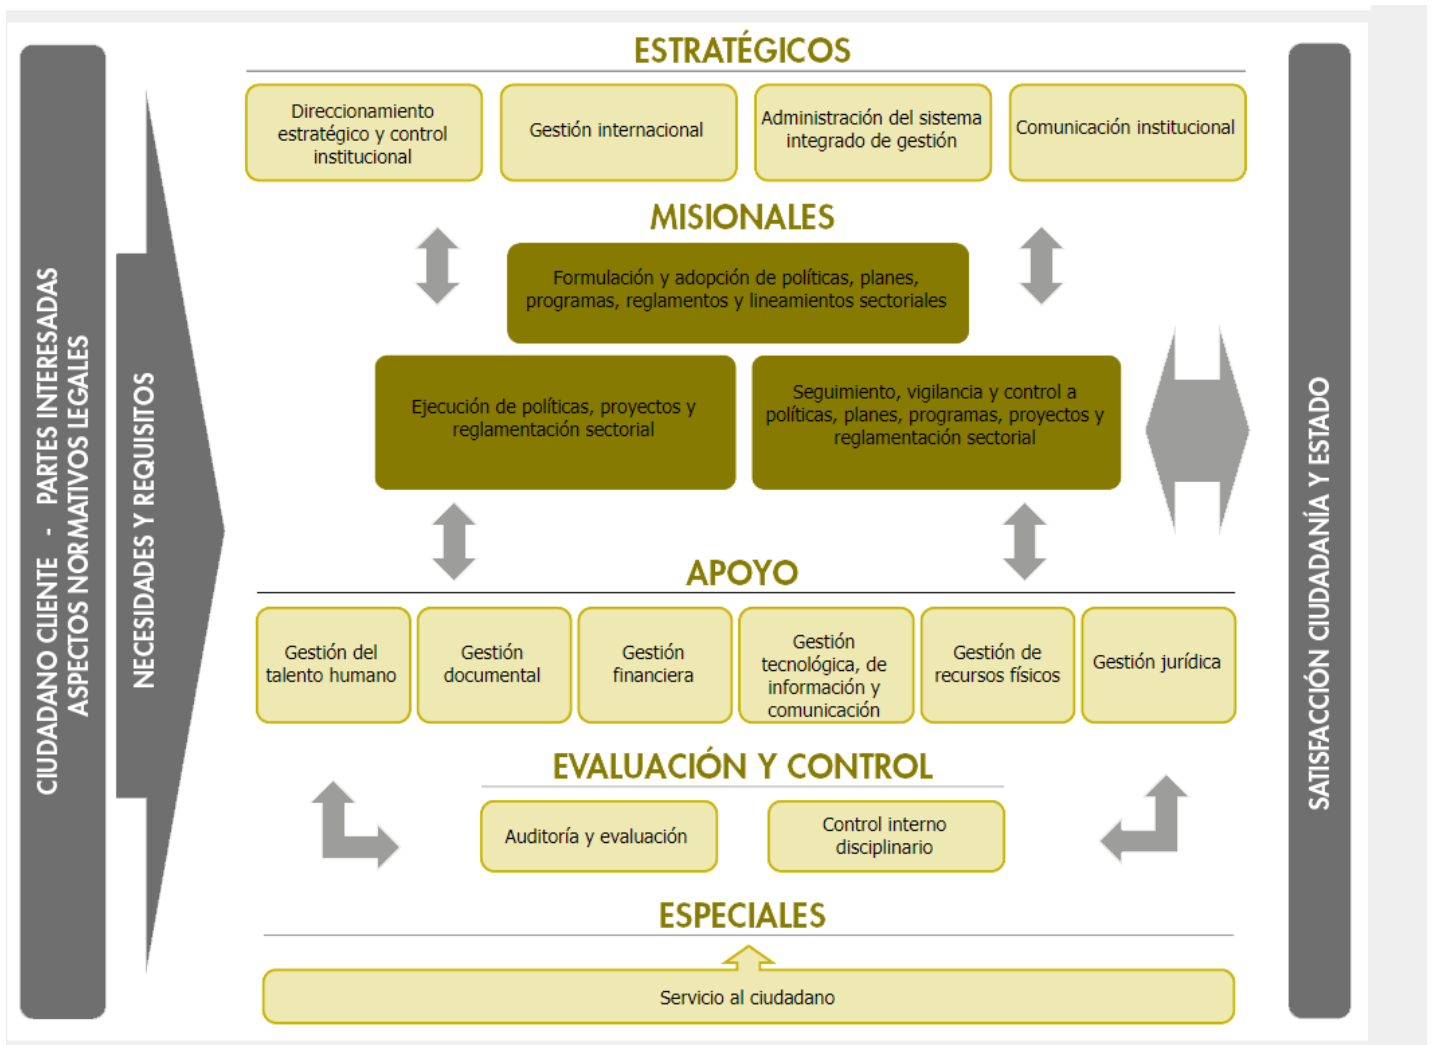 CIUDADANO CLIENTE - PARTES INTERESADAS
ASPECTOS NORMATIVOS LEGALES
NECESIDADES Y REQUISITOS
ESTRATÉGICOS
Direccionamiento
estratégico y control
institucional
Gestión internacional
Administración del sistema
integrado de gestión
Comunicación institucional
MISIONALES
Formulación y adopción de políticas, planes,
programas, reglamentos y lineamientos sectoriales
Ejecución de políticas, proyectos y
reglamentación sectorial
Seguimiento, vigilancia y control a
políticas, planes, programas, proyectos y
reglamentación sectorial
APOYO
Gestión del
talento humano
Gestión
documental
Gestión
financiera
Gestión
tecnológica, de
información y
comunicación
Gestión de
recursos físicos
Gestión jurídica
EVALUACIÓN Y CONTROL
Auditoría y evaluación
Control interno
disciplinario
ESPECIALES
Servicio al ciudadano
SATISFACCIÓN CIUDADANÍA Y ESTADO